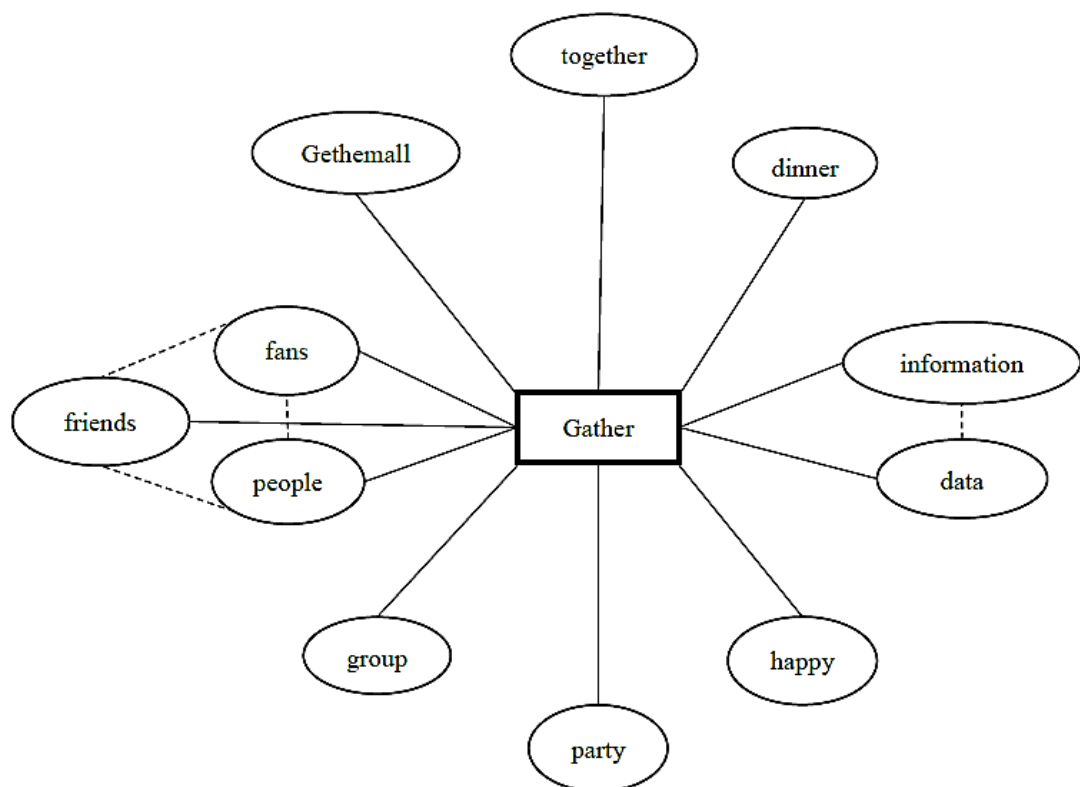 together
Gethemall
dinner
fans
information
friends
Gather
people
data
group
happy
party